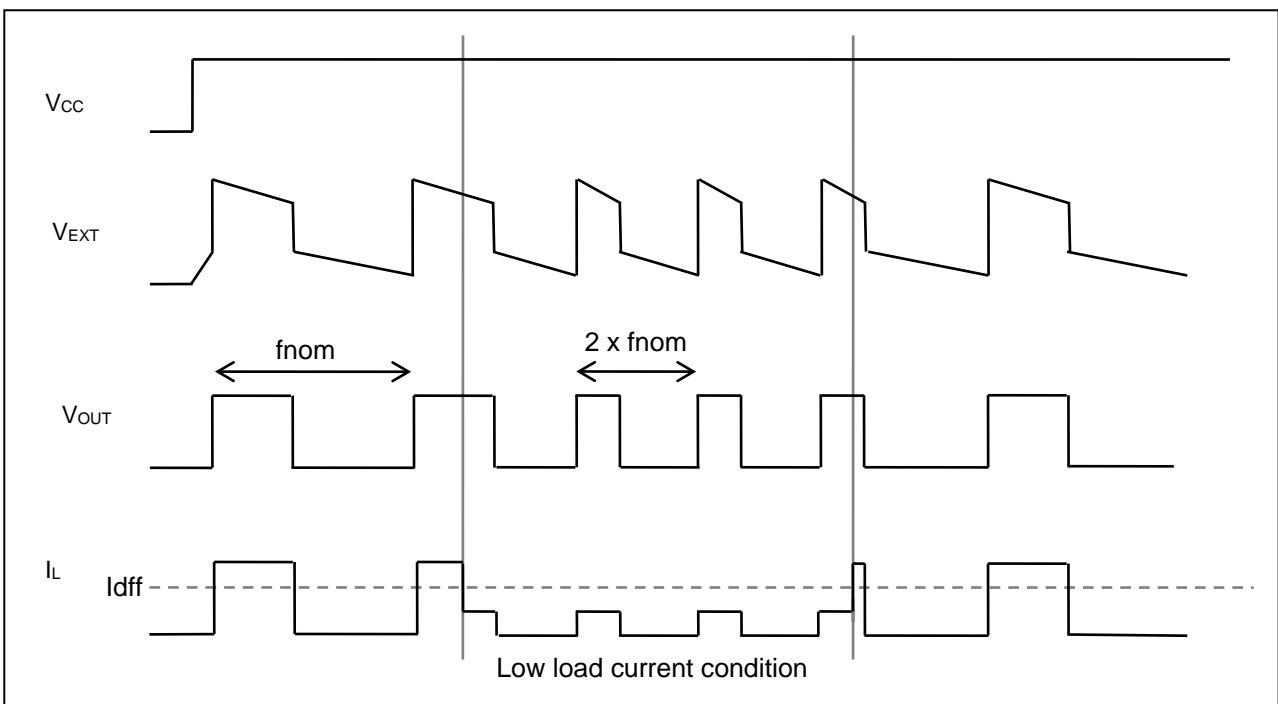 VCC
VEXT
fnom
2 x fnom
VOUT
IL
Idff
Low load current condition